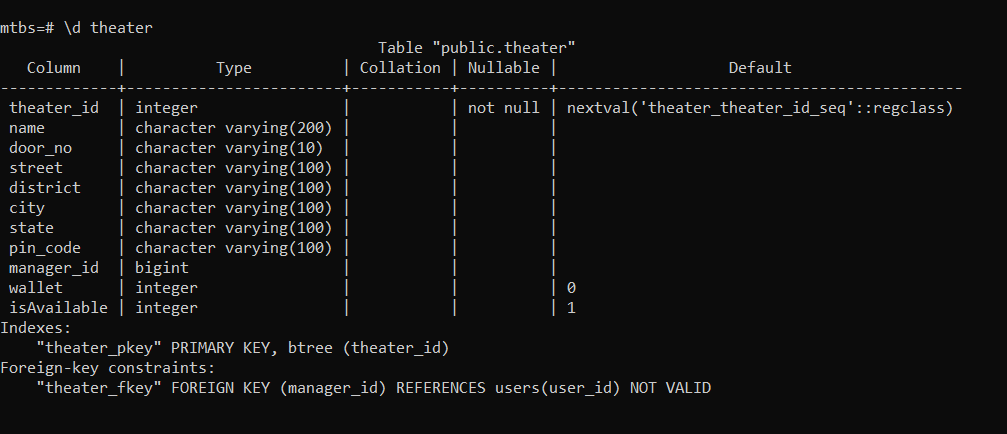 mtbs=# \d theater
                                          Table "public.theater"
   Column    |          Type          | Collation | Nullable |                   Default
-------------+------------------------+-----------+----------+---------------------------------------------
 theater_id  | integer                |           | not null | nextval('theater_theater_id_seq'::regclass)
 name        | character varying(200) |           |          |
 door_no     | character varying(10)  |           |          |
 street      | character varying(100) |           |          |
 district    | character varying(100) |           |          |
 city        | character varying(100) |           |          |
 state       | character varying(100) |           |          |
 pin_code    | character varying(100) |           |          |
 manager_id  | bigint                 |           |          |
 wallet      | integer                |           |          | 0
 isAvailable | integer                |           |          | 1
Indexes:
    "theater_pkey" PRIMARY KEY, btree (theater_id)
Foreign-key constraints:
    "theater_fkey" FOREIGN KEY (manager_id) REFERENCES users(user_id) NOT VALID